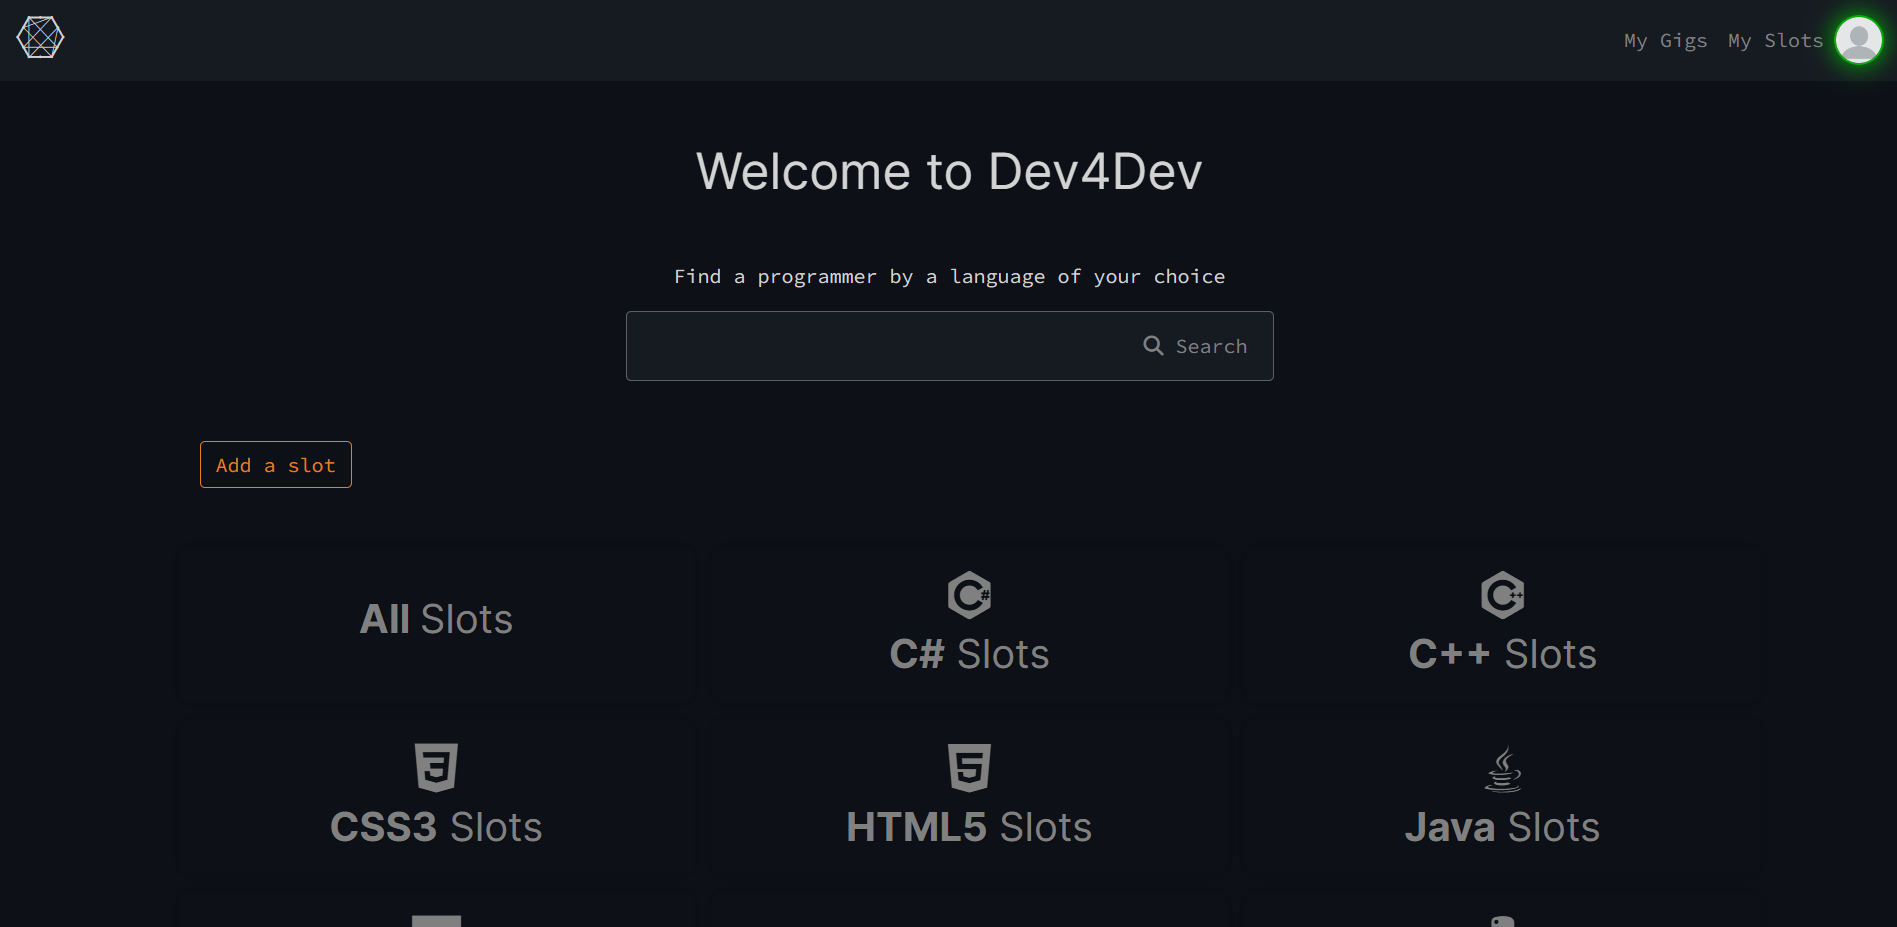 My Gigs My Slots
Welcome to Dev4Dev
Find a programmer by a language of your choice
Search
Add a slot
All Slots
C# Slots
C++ Slots
CSS3 Slots
HTML5 Slots
Java Slots